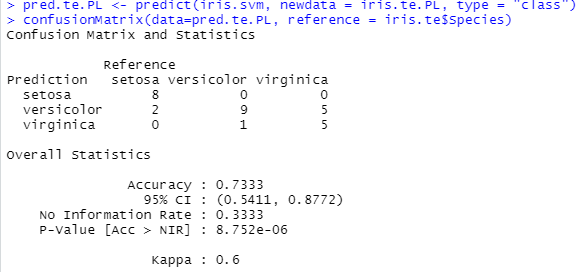 > pred.te.PL <- predict(iris.svm, newdata = iris.te.PL, type = "class")
> confusionMatrix(data=pred.te.PL, reference = iris.te$Species)
Confusion Matrix and Statistics
Reference
Prediction setosa versicolor virginica
setosa 8 0 0
versicolor 2 9 5
virginica 0 1 5
Overall Statistics
Accuracy : 0.7333
95% CI : (0.5411, 0.8772)
No Information Rate : 0.3333
P-Value [Acc > NIR] : 8.752e-06
Kappa : 0.6